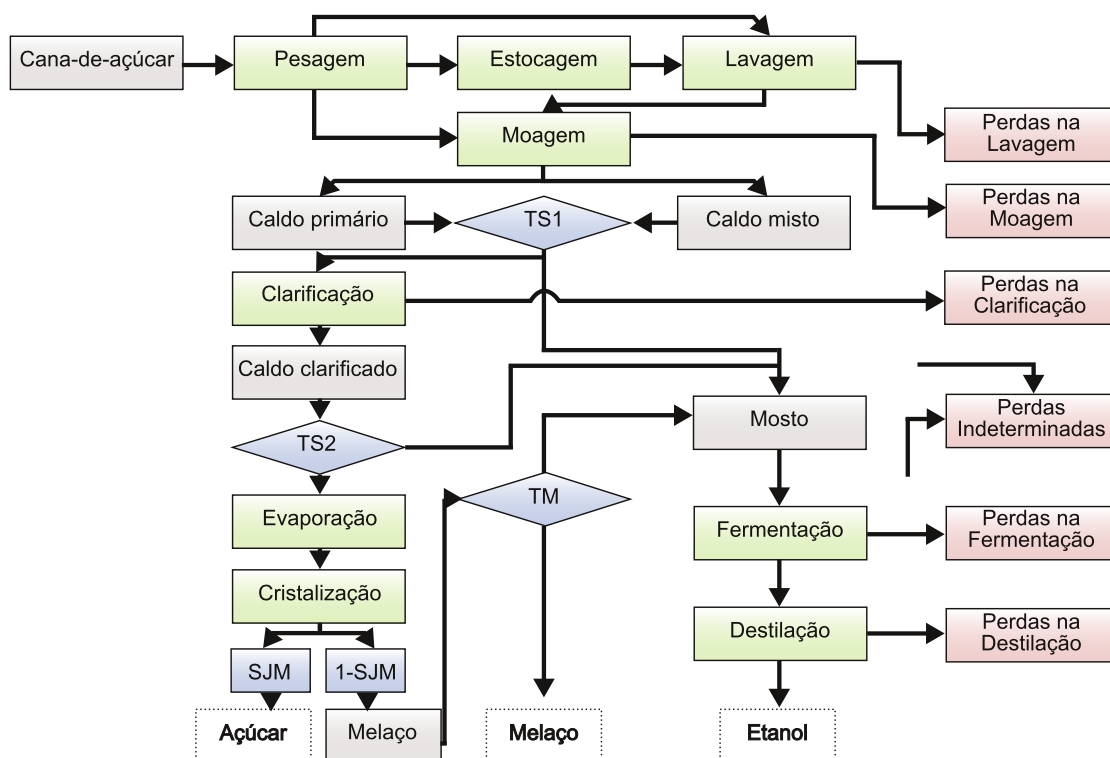 Cana-de-açúcar
Pesagem
Estocagem
Lavagem
Moagem
Perdas na
Lavagem
Perdas na
Moagem
Caldo primário
TS1
Caldo misto
Clarificação
Perdas na
Clarificação
Caldo clarificado
Mosto
Perdas
Indeterminadas
TS2
TM
Evaporação
Fermentação
Perdas na
Fermentação
Cristalização
Destilação
Perdas na
Destilação
SJM
1-SJM
Açúcar
Melaço
Melaço
Etanol